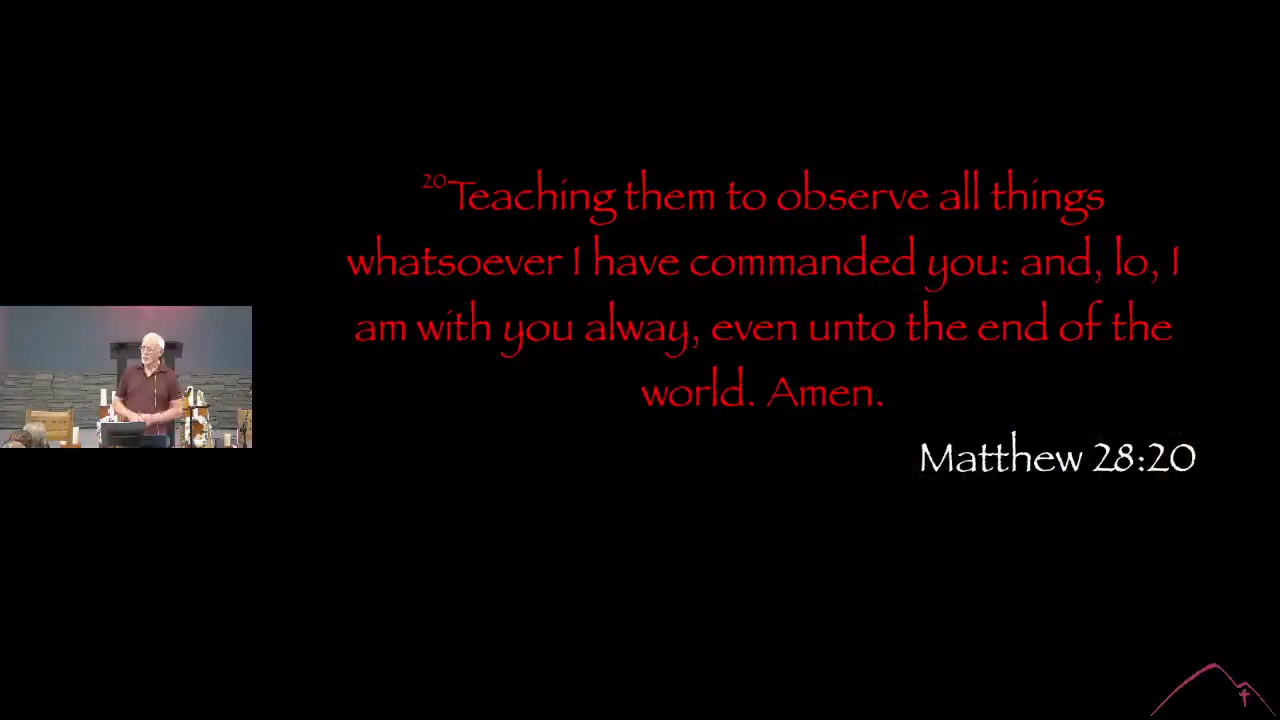 20Teaching them to observe all things
whatsoever I have commanded you: and, lo, I
am with you alway, even unto the end of the
world. Amen.
Matthew 28:20